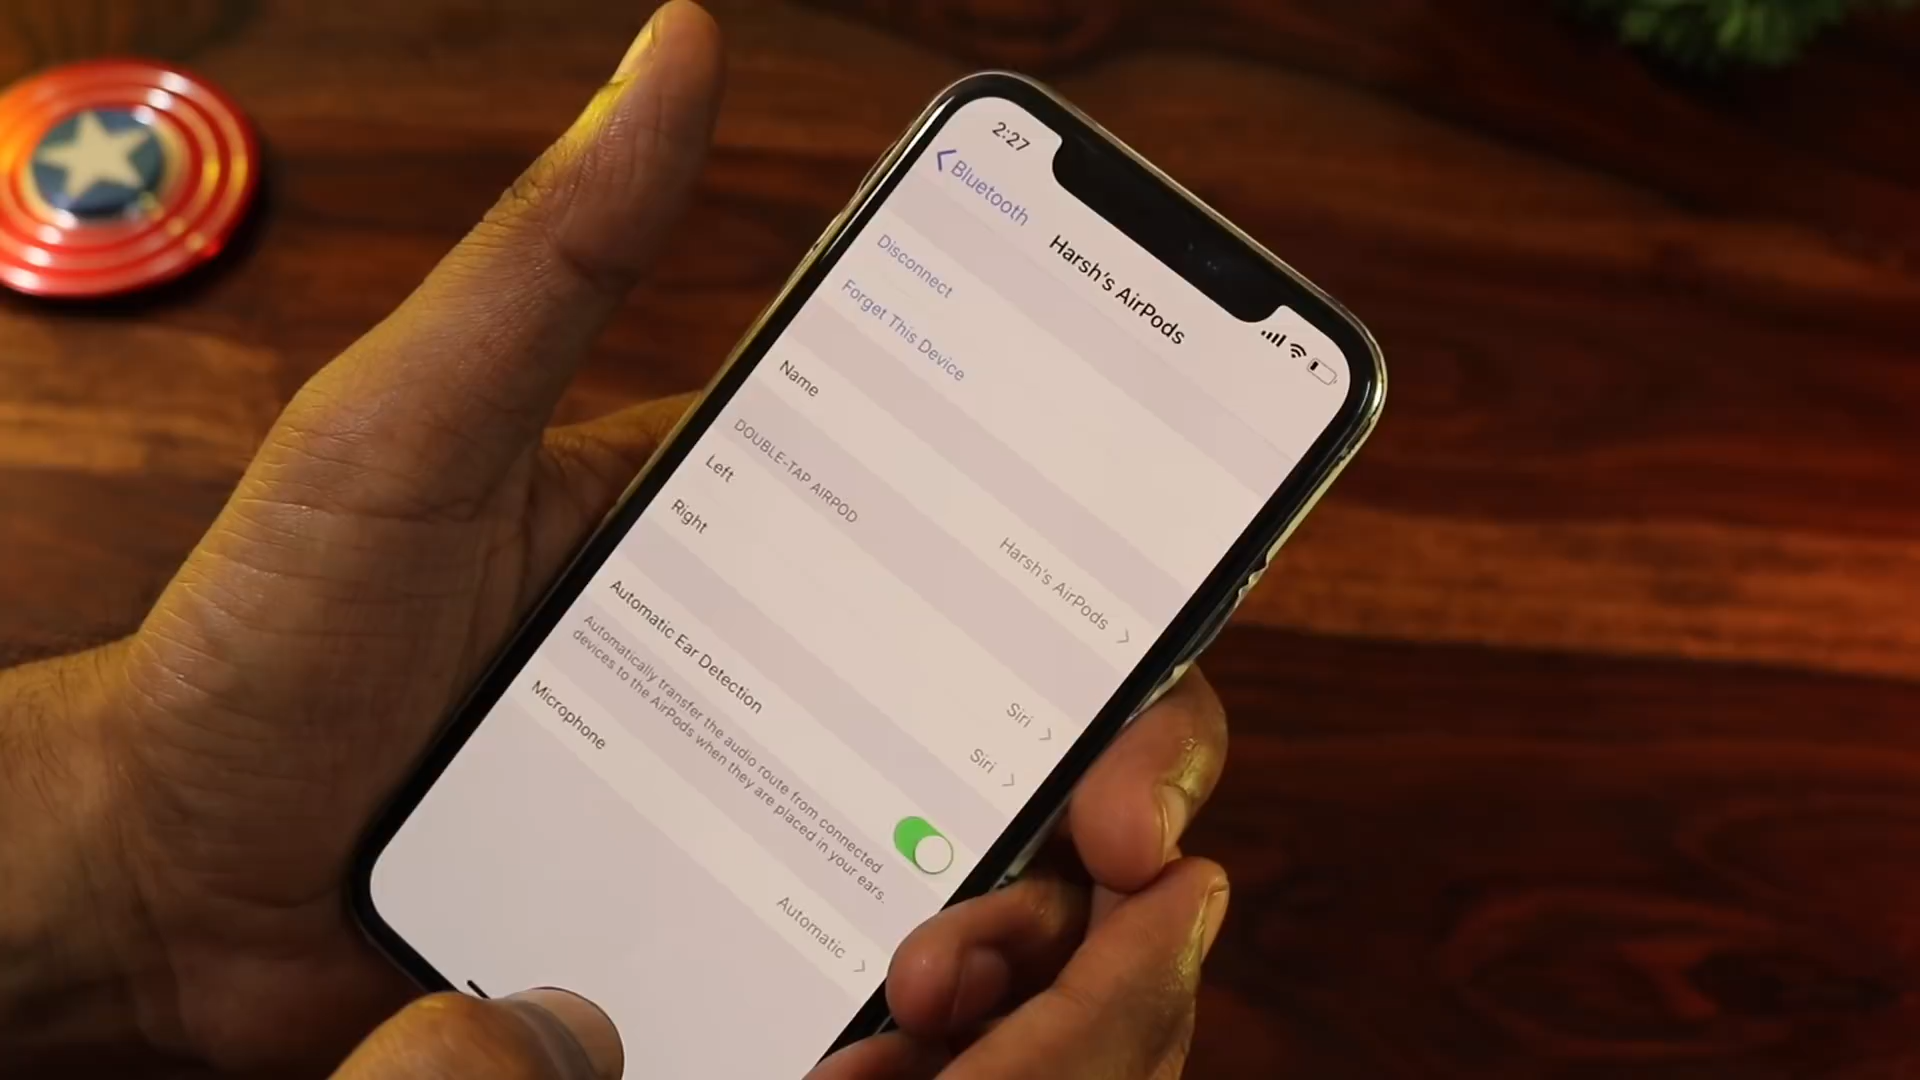 2:27
Bluetooth
Harsh's AirPods
Disconnect
Forget This Device
Name
Harsh's AirPods
DOUBLE-TAP AIRPOD
Left
Siri
Right
Siri
Automatic Ear Detection
Automatically transfer the audio route from connected
devices to the AirPods when they are placed in your ears.
Microphone
Automatic